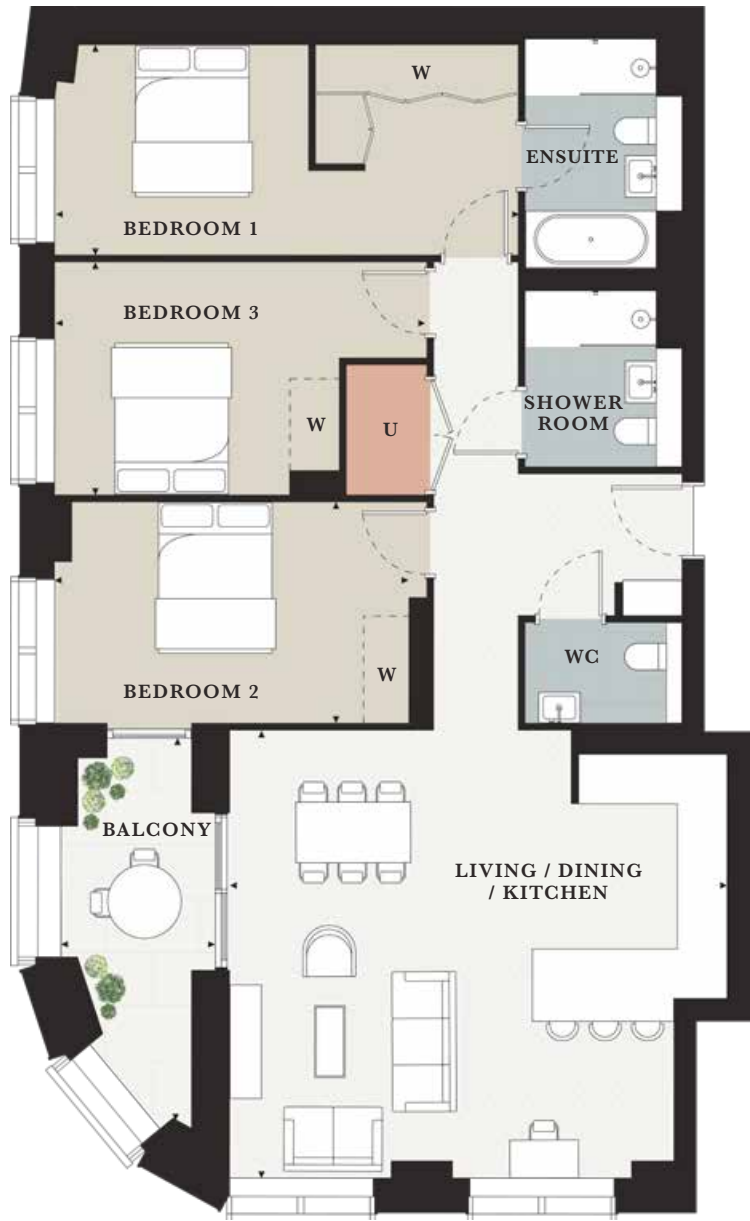 W
ENSUITE
BEDROOM 1
BEDROOM 3
SHOWER
ROOM
W
U
WC
W
BEDROOM 2
BALCONY
LIVING / DINING
/ KITCHEN